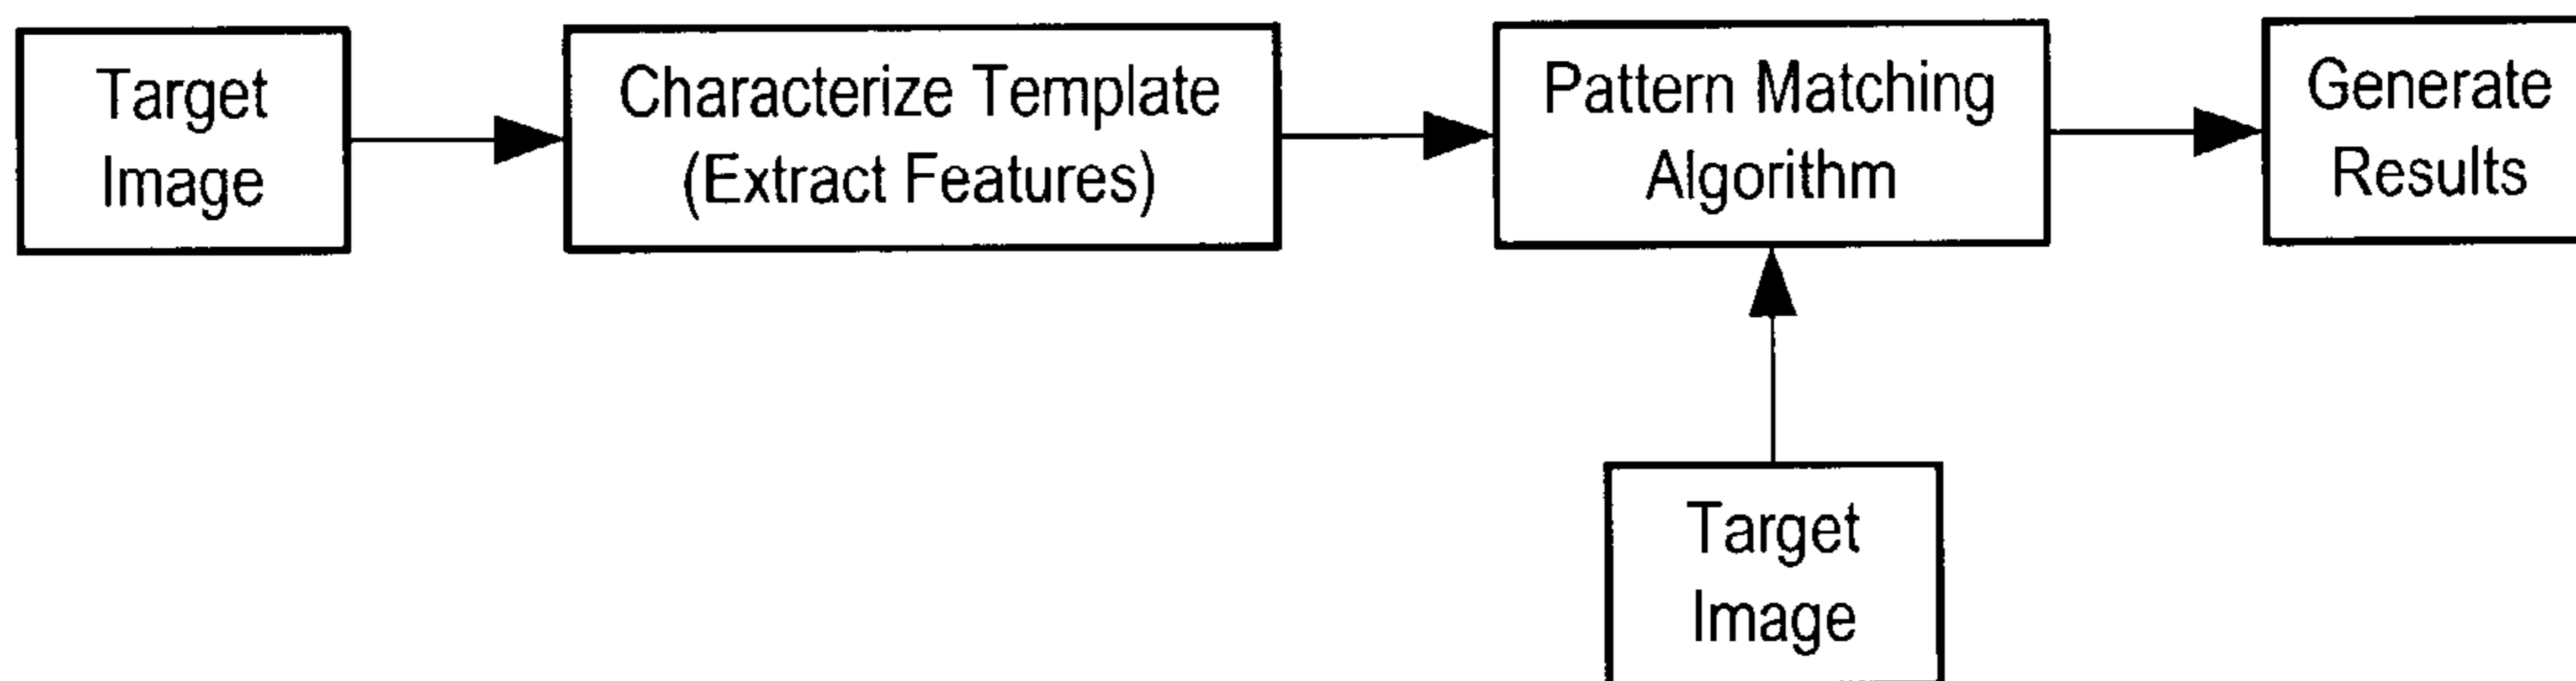 Target
Image
Characterize Template
(Extract Features)
Pattern Matching
Algorithm
Generate
Results
Target
Image